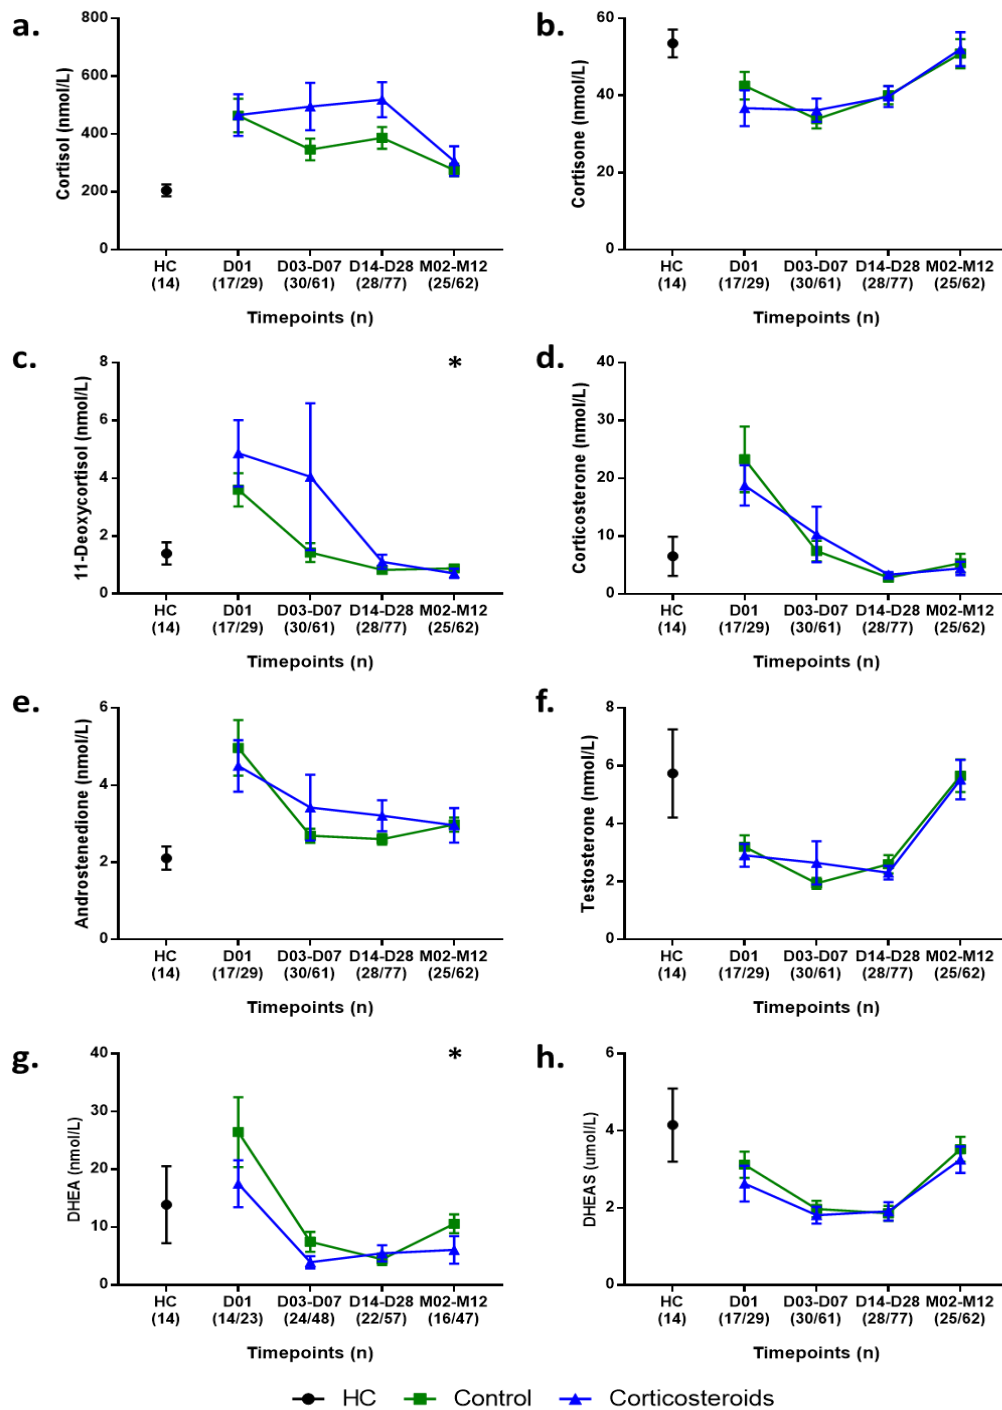 a.
Cortisol (nmol/L)
800
600
400
200
0
HC D01 D03-D07 D14-D28 M02-M12
(14) (17/29) (30/61) (28/77) (25/62)
Timepoints (n)
b.
Cortisone (nmol/L)
60
40
20
0
HC D01 D03-D07 D14-D28 M02-M12
(14) (17/29) (30/61) (28/77) (25/62)
Timepoints (n)
c.
*
11-Deoxycortisol (nmol/L)
8
6
4
2
0
HC D01 D03-D07 D14-D28 M02-M12
(14) (17/29) (30/61) (28/77) (25/62)
Timepoints (n)
d.
Corticosterone (nmol/L)
40
30
20
10
0
HC D01 D03-D07 D14-D28 M02-M12
(14) (17/29) (30/61) (28/77) (25/62)
Timepoints (n)
e.
Androstenedione (nmol/L)
6
4
2
0
HC D01 D03-D07 D14-D28 M02-M12
(14) (17/29) (30/61) (28/77) (25/62)
Timepoints (n)
f.
Testosterone (nmol/L)
8
6
4
2
0
HC D01 D03-D07 D14-D28 M02-M12
(14) (17/29) (30/61) (28/77) (25/62)
Timepoints (n)
g.
*
DHEA (nmol/L)
40
30
20
10
0
HC D01 D03-D07 D14-D28 M02-M12
(14) (14/23) (24/48) (22/57) (16/47)
Timepoints (n)
h.
DHEAS (umol/L)
6
4
2
0
HC D01 D03-D07 D14-D28 M02-M12
(14) (17/29) (30/61) (28/77) (25/62)
Timepoints (n)
HC Control Corticosteroids